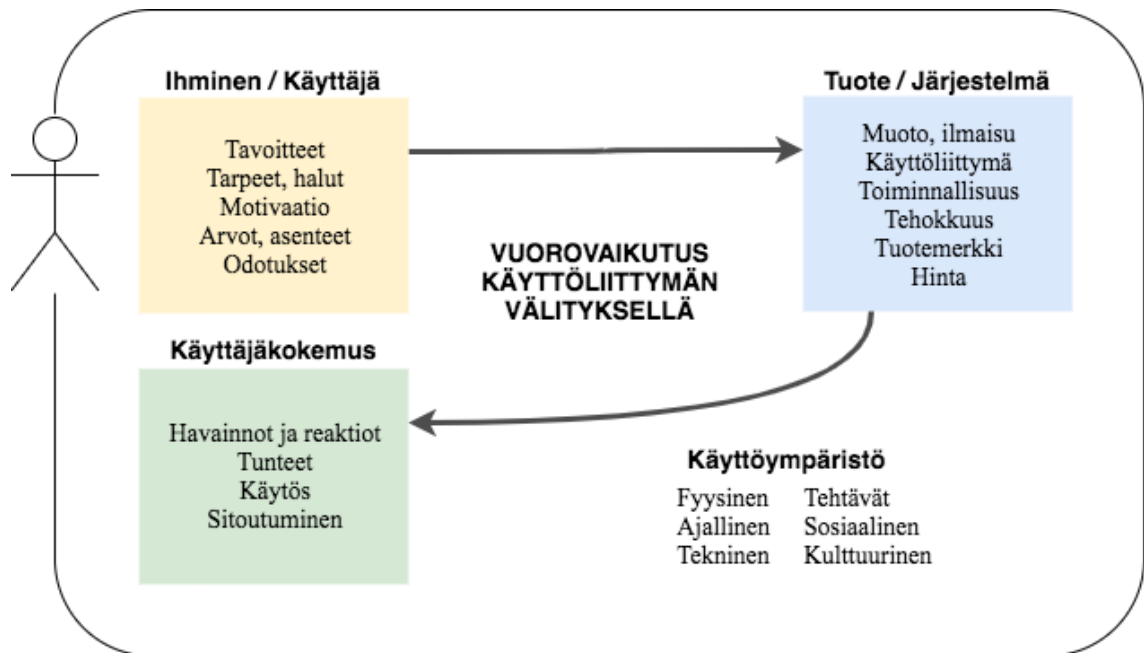 Ihminen / Käyttäjä
Tavoitteet
Tarpeet, halut
Motivaatio
Arvot, asenteet
Odotukset
Tuote / Järjestelmä
Muoto, ilmaisu
Käyttöliittymä
Toiminnallisuus
Tehokkuus
Tuotemerkki
Hinta
VUOROVAIKUTUS
KÄYTTÖLIITTYMÄN
VÄLITYKSELLÄ
Käyttäjäkokemus
Havainnot ja reaktiot
Tunteet
Käytös
Sitoutuminen
Käyttöympäristö
Fyysinen Tehtävät
Ajallinen Sosiaalinen
Tekninen Kulttuurinen